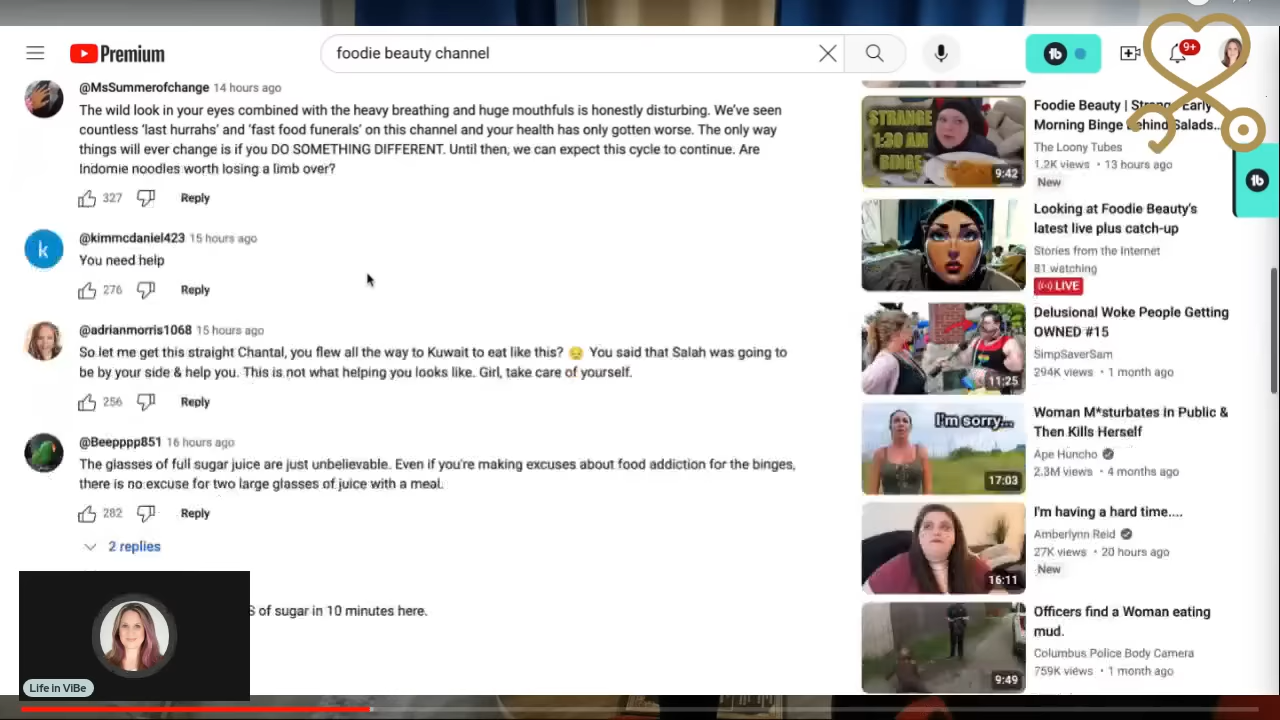 Premium
foodie beauty channel
9+
@MsSummerofchange 14 hours ago
The wild look in your eyes combined with the heavy breathing and huge mouthfuls is honestly disturbing. We've seen
countless 'last hurrahs' and 'fast food funerals' on this channel and your health has only gotten worse. The only way
things will ever change is if you DO SOMETHING DIFFERENT. Until then, we can expect this cycle to continue. Are
Indomie noodles worth losing a limb over?
327 Reply
k
@kimmcdaniel423 15 hours ago
You need help
276 Reply
@adrianmorris1068 15 hours ago
So let me get this straight Chantal, you flew all the way to Kuwait to eat like this? 😔 You said that Salah was going to
be by your side & help you. This is not what helping you looks like. Girl, take care of yourself.
256 Reply
@Beepppp851 16 hours ago
The glasses of full sugar juice are just unbelievable. Even if you're making excuses about food addiction for the binges,
there is no excuse for two large glasses of juice with a meal.
282 Reply
2 replies
S of sugar in 10 minutes here.
Life in VIBe
STRANGE
1:30 AM
BINGE
9:42
Foodie Beauty | Strange Early
Morning Binge Behind Salads...
The Loony Tubes
1.2K views • 13 hours ago
New
Looking at Foodie Beauty's
latest live plus catch-up
Stories from the Internet
81 watching
LIVE
11:25
Delusional Woke People Getting
OWNED #15
SimpSaverSam
294K views • 1 month ago
I'm sorry...
17:03
Woman M*sturbates in Public &
Then Kills Herself
Ape Huncho
2.3M views • 4 months ago
16:11
I'm having a hard time....
Amberlynn Reid
27K views • 20 hours ago
New
9:49
Officers find a Woman eating
mud.
Columbus Police Body Camera
759K views • 1 month ago